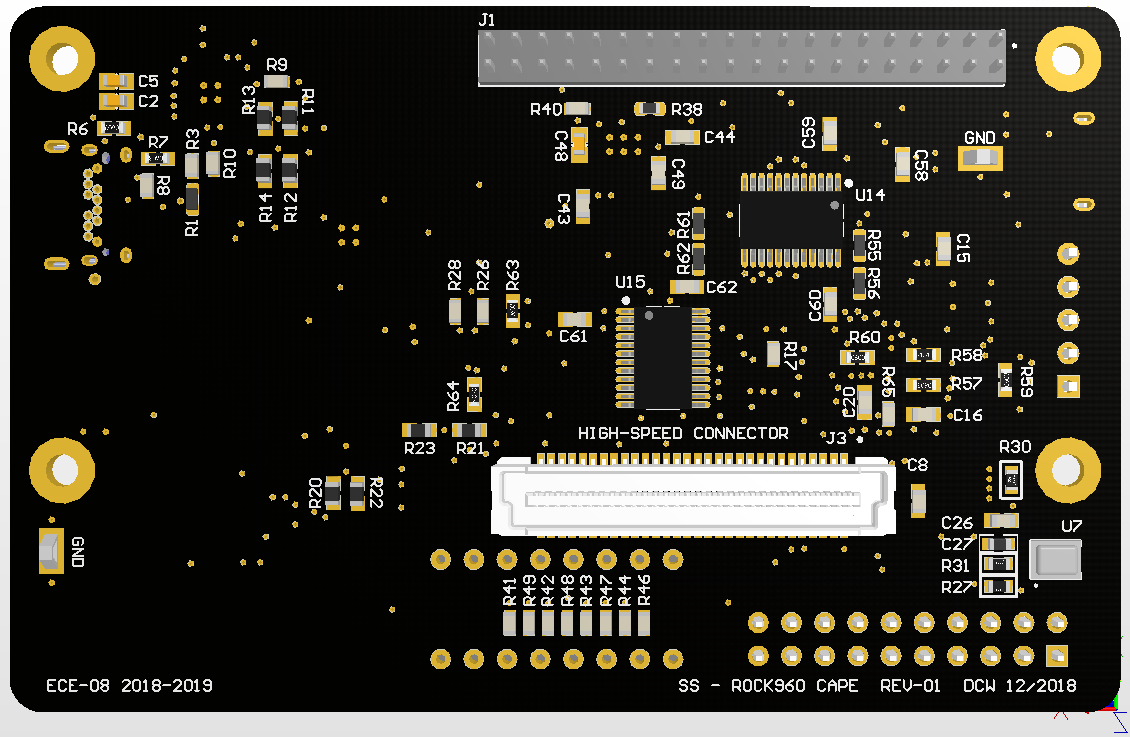 J1
R9
C5
C2
R13
R11
R40
R38
R6
C59
R7
R3
C44
GND
C48
R10
C58
C49
R8
R1
R14
R12
C43
U14
R61
R55
C15
R62
R28
R26
R63
U15
C62
R56
C60
C61
R60
R17
R58
R64
R65
R57
R59
C20
C16
R23
R21
HIGH-SPEED CONNECTOR
J3
R30
C8
R20
R22
C26
U7
GND
C27
R31
R27
R41
R49
R42
R48
R43
R47
R44
R46
ECE-08 2018-2019
SS - ROCK960 CAPE REV-01 DCW 12/2018